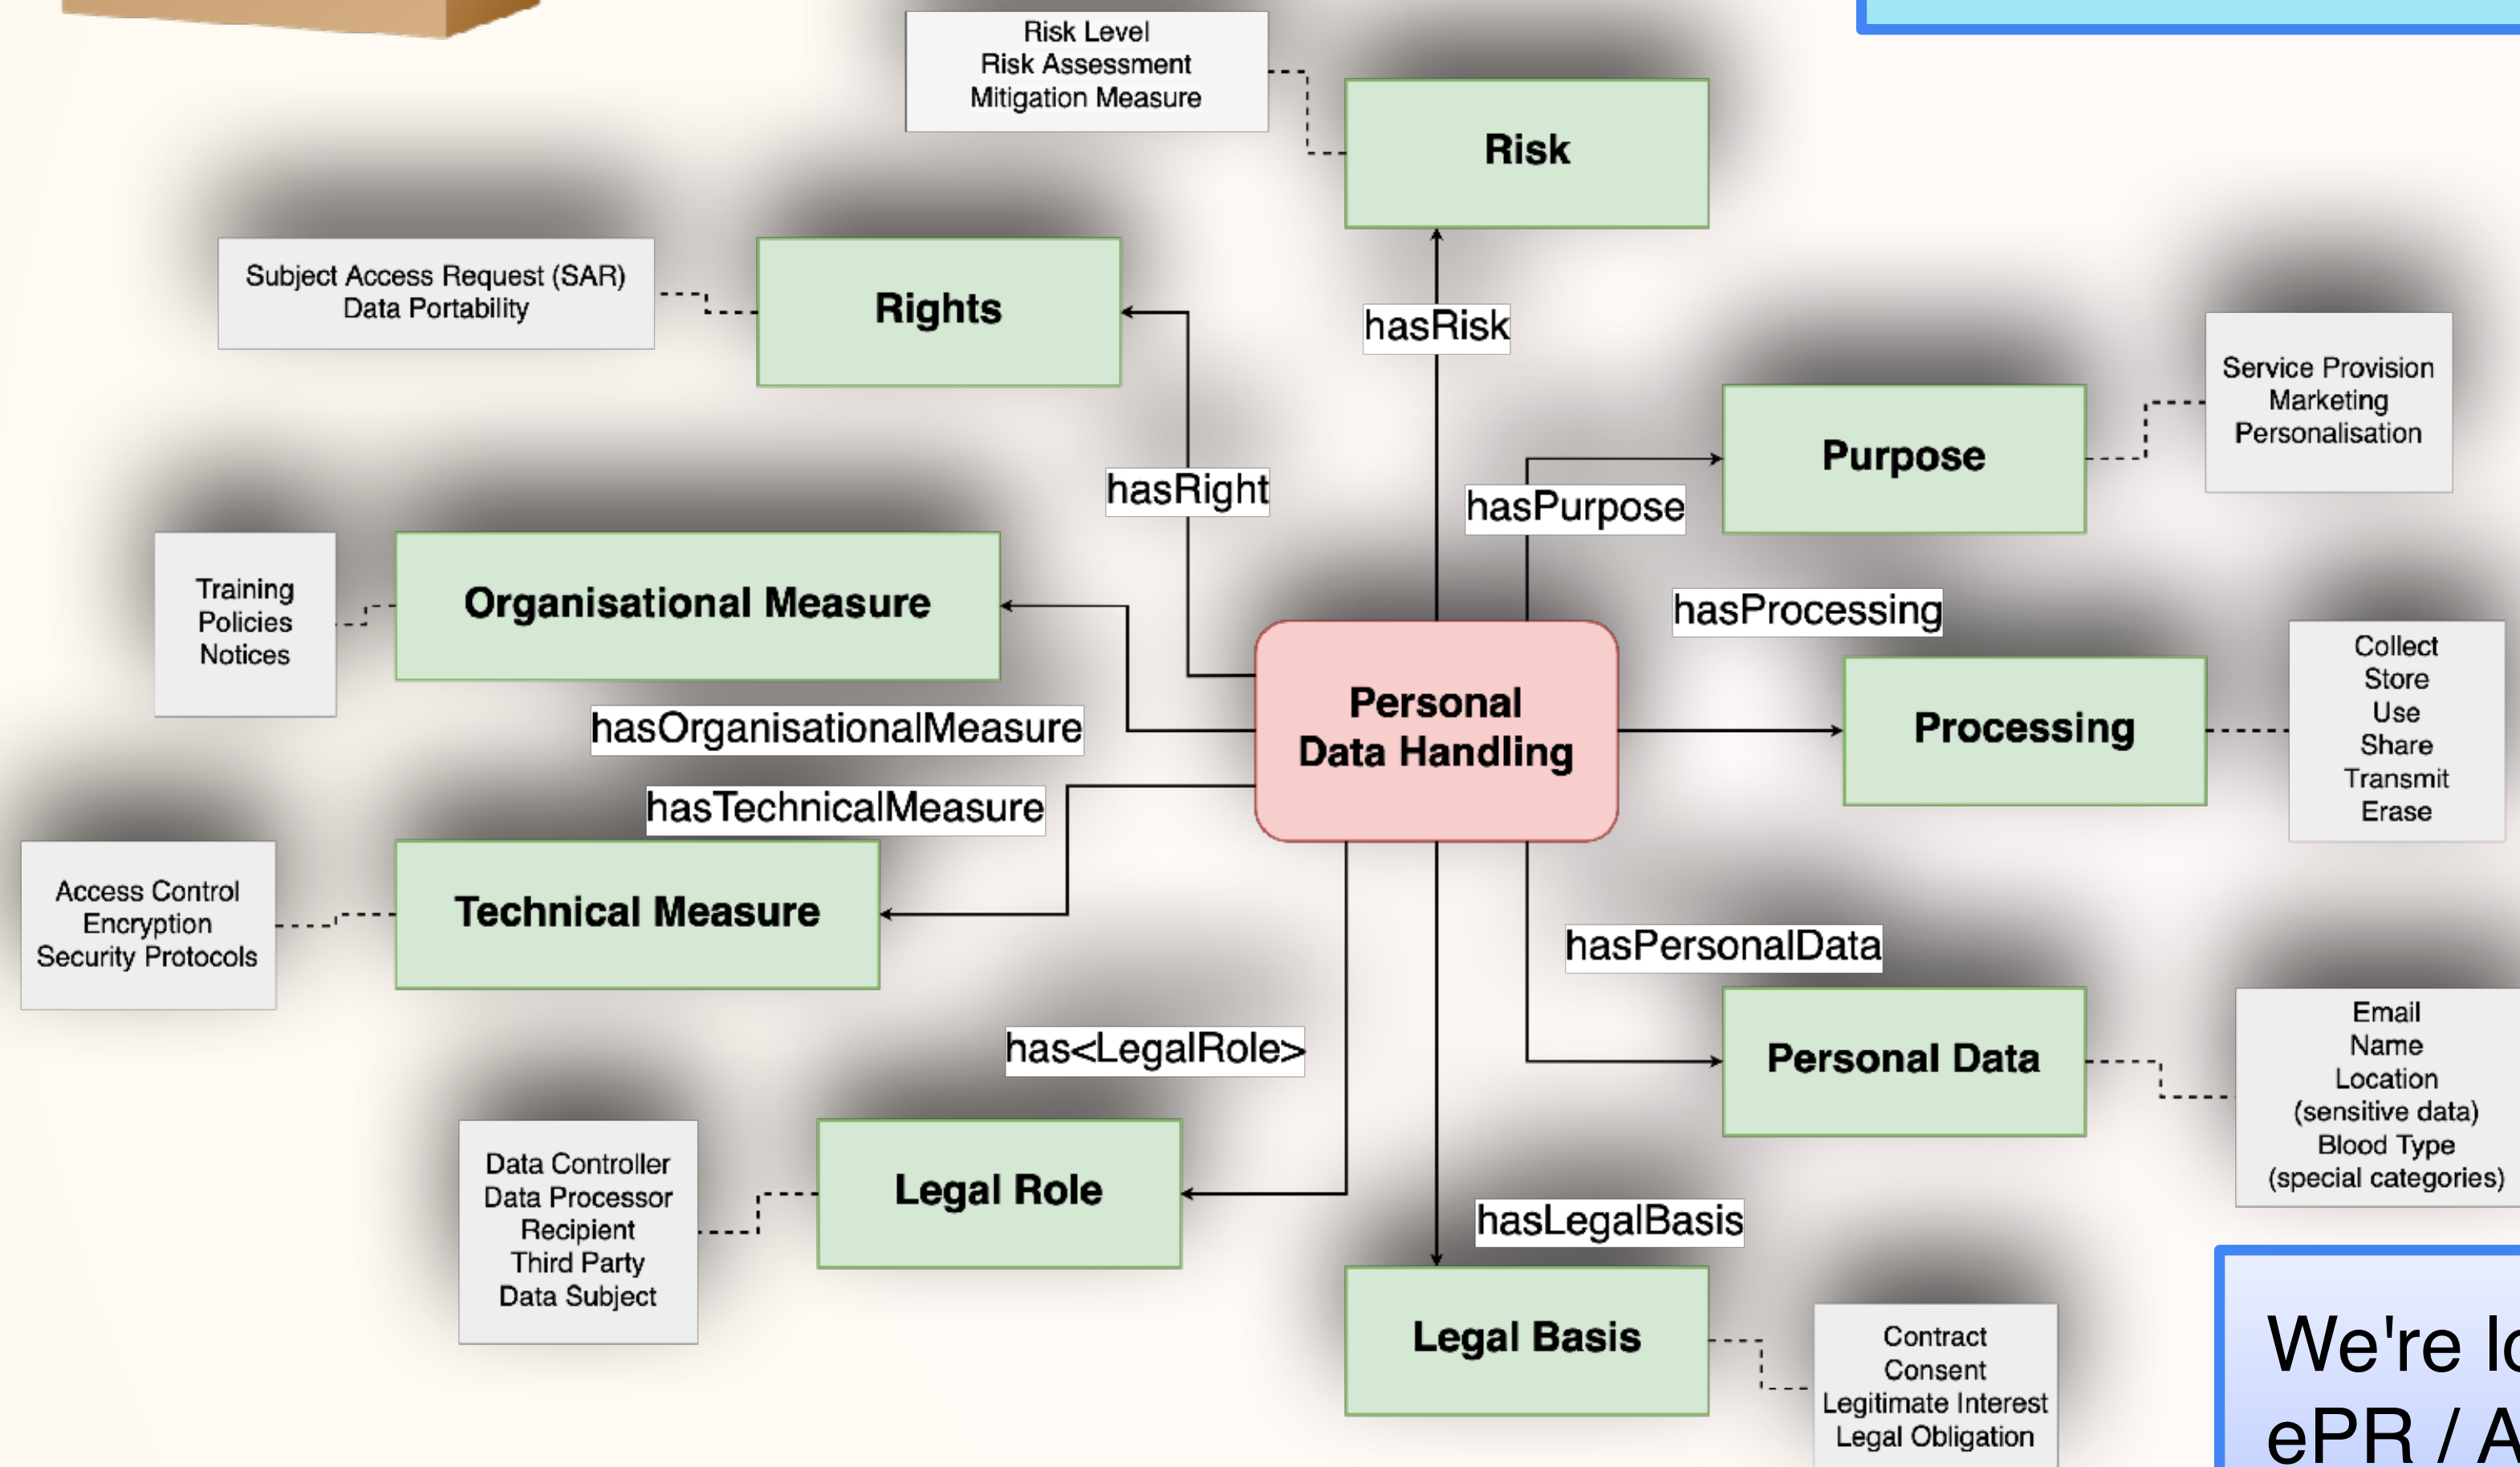 Risk Level
Risk Assessment
Mitigation Measure
Risk
Subject Access Request (SAR)
Data Portability
Rights
hasRisk
Service Provision
Marketing
Personalisation
Purpose
hasRight
hasPurpose
Training
Policies
Notices
Organisational Measure
hasProcessing
Collect
Store
Use
Share
Transmit
Erase
Personal
Data Handling
Processing
hasOrganisationalMeasure
hasTechnicalMeasure
Access Control
Encryption
Security Protocols
Technical Measure
hasPersonalData
Email
Name
Location
(sensitive data)
Blood Type
(special categories)
Personal Data
has<LegalRole>
Data Controller
Data Processor
Recipient
Third Party
Data Subject
Legal Role
hasLegalBasis
Legal Basis
Contract
Consent
Legitimate Interest
Legal Obligation
We're
ePR /